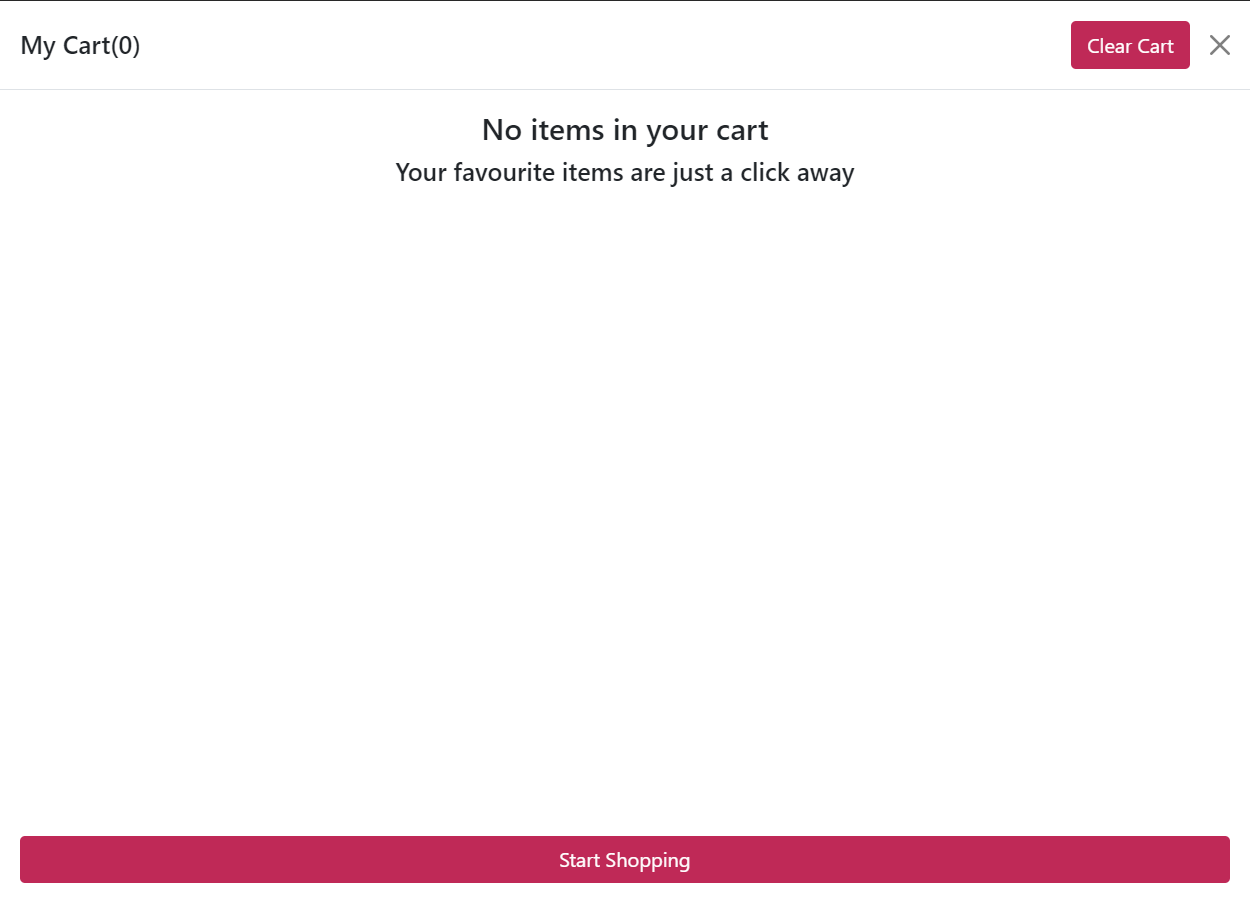 My Cart(0)
Clear Cart
No items in your cart
Your favourite items are just a click away
Start Shopping